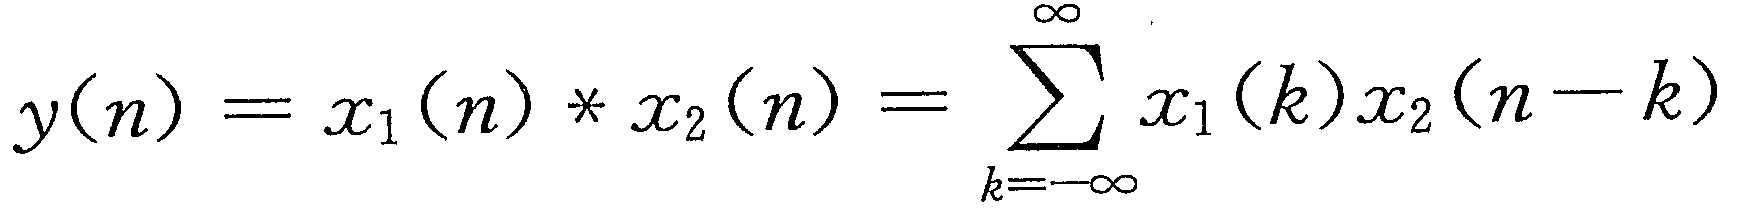 y(n) = x₁(n) * x₂(n) = ∑_{k=-∞}^{∞} x₁(k)x₂(n-k)